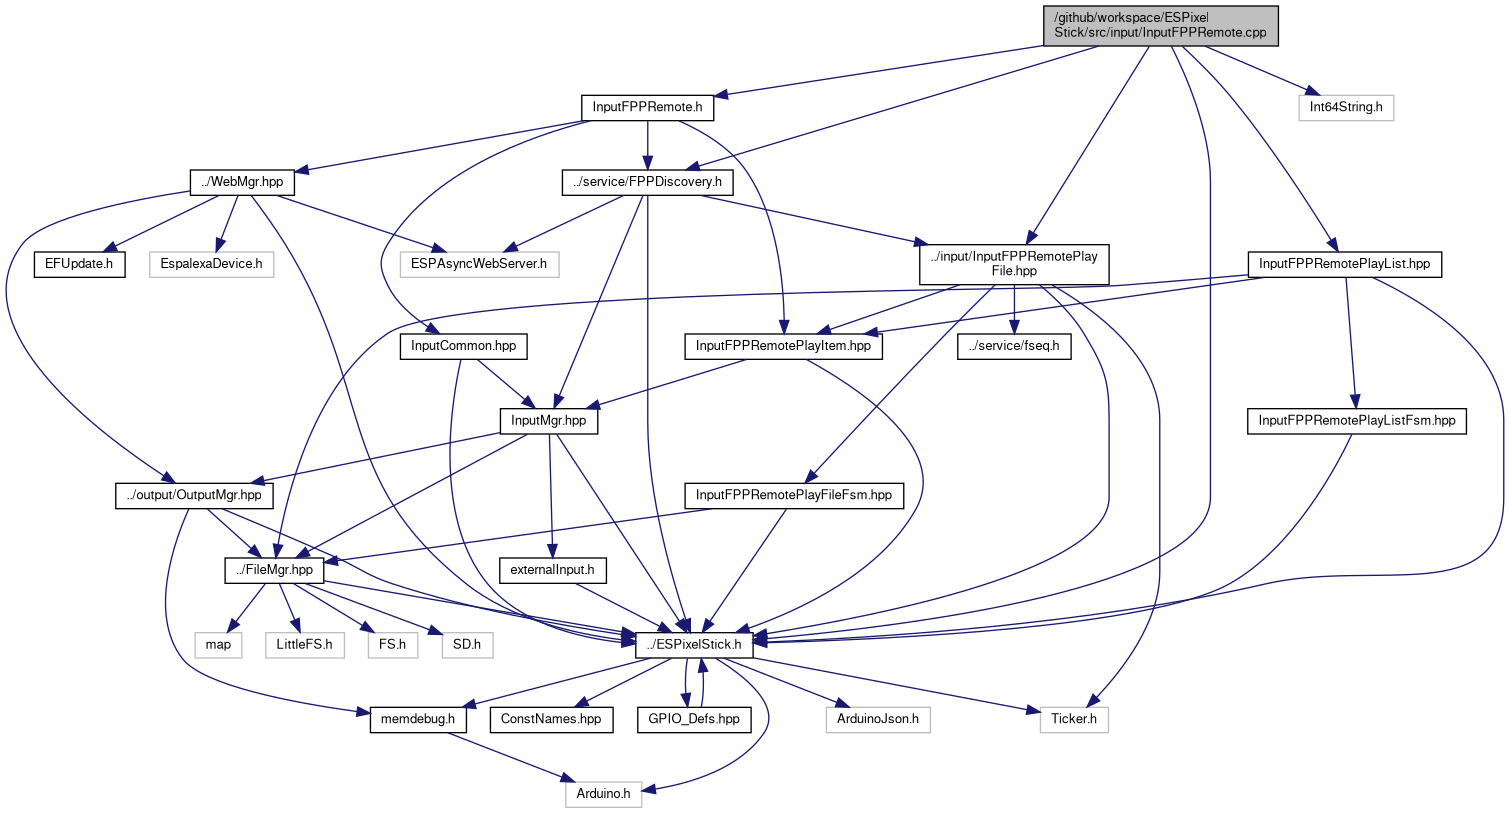 /github/workspace/ESPixel
Stick/src/input/InputFPPRemote.cpp
InputFPPRemote.h
Int64String.h
../WebMgr.hpp
../service/FPPDiscovery.h
EFUpdate.h
EspalexaDevice.h
ESPAsyncWebServer.h
../input/InputFPPRemotePlay
File.hpp
InputFPPRemotePlayList.hpp
InputCommon.hpp
InputFPPRemotePlayItem.hpp
../service/fseq.h
InputMgr.hpp
InputFPPRemotePlayListFsm.hpp
../output/OutputMgr.hpp
InputFPPRemotePlayFileFsm.hpp
../FileMgr.hpp
externalInput.h
map
LittleFS.h
FS.h
SD.h
../ESPixelStick.h
memdebug.h
ConstNames.hpp
GPIO_Defs.hpp
ArduinoJson.h
Ticker.h
Arduino.h